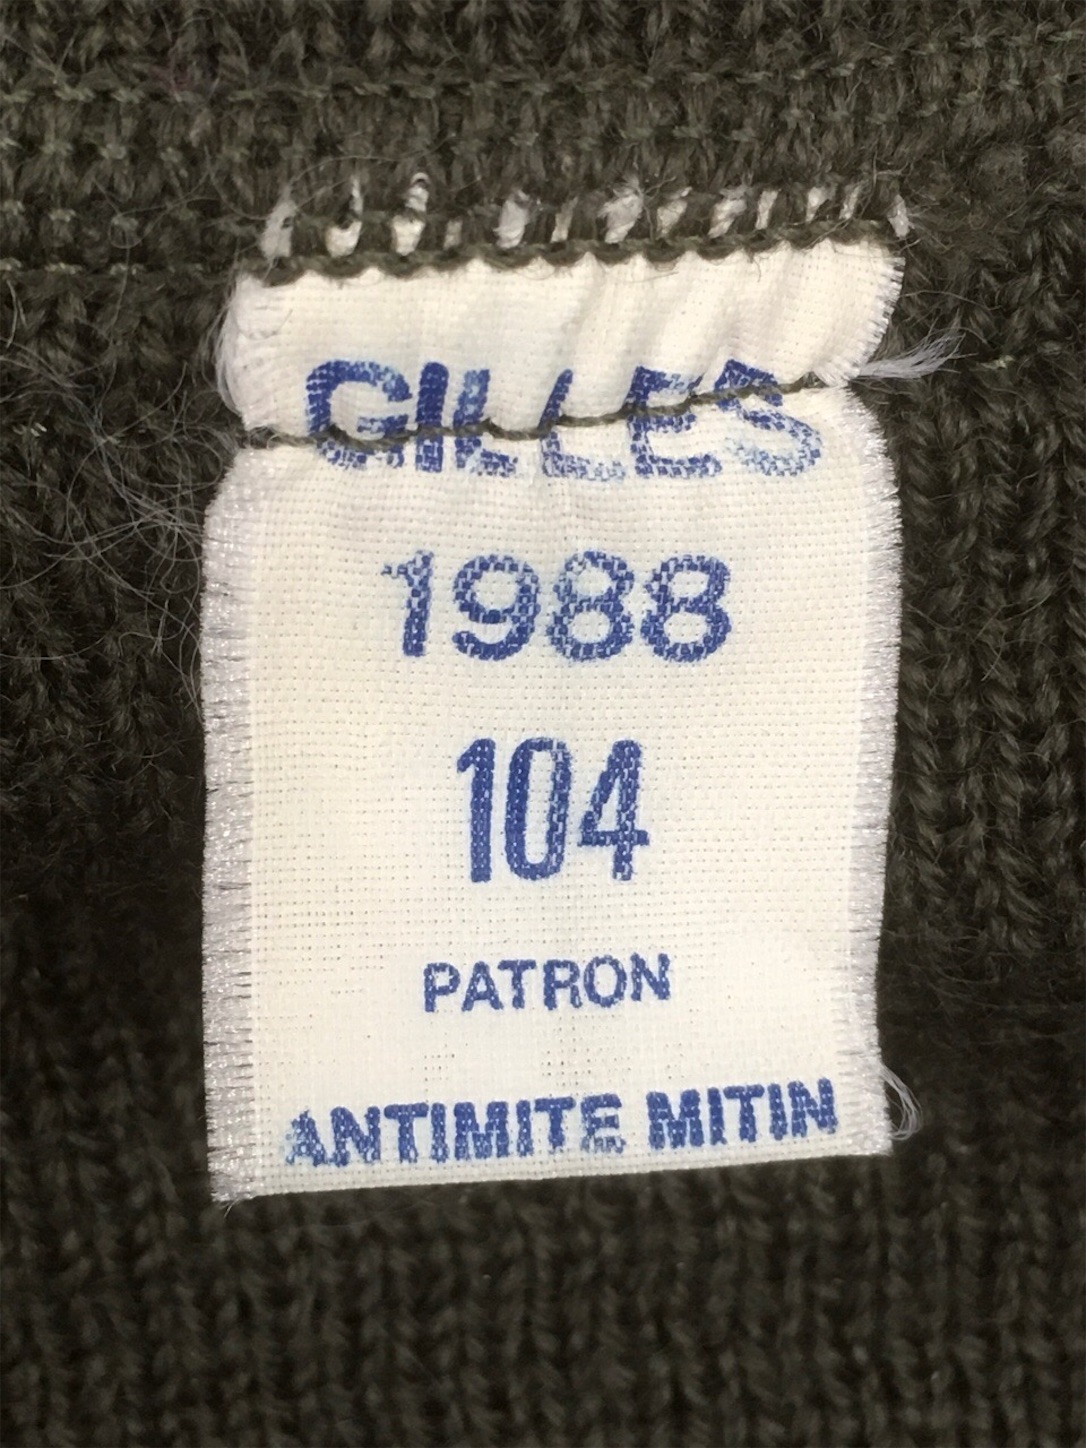 GILLES
1988
104
PATRON
ANTIMITE MITIN